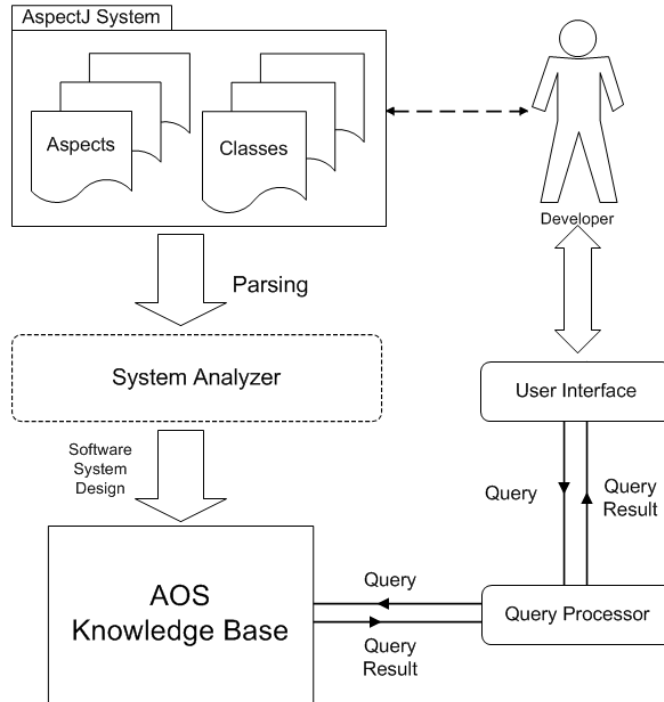 AspectJ System
Aspects
Classes
Developer
Parsing
System Analyzer
User Interface
Software
System
Design
Query
Query
Result
AOS
Knowledge Base
Query
Query
Result
Query Processor